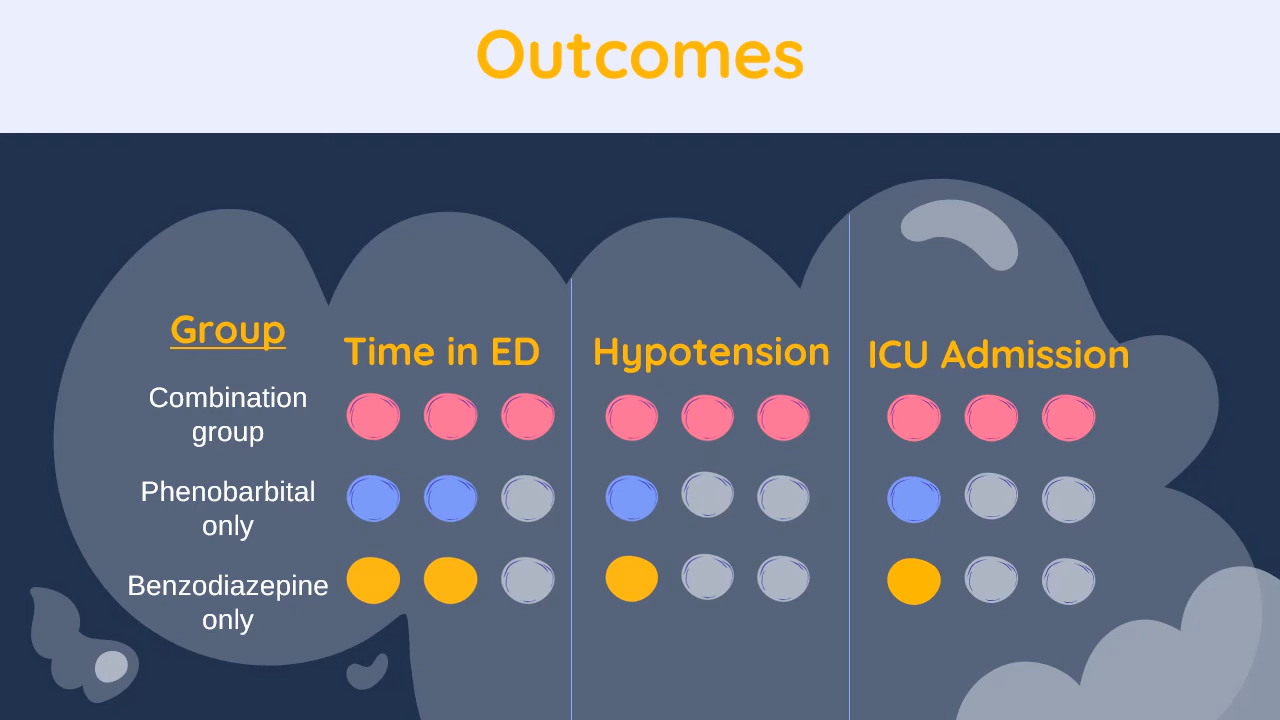 Outcomes
Group
Time in ED
Hypotension
ICU Admission
Combination
group
Phenobarbital
only
Benzodiazepine
only